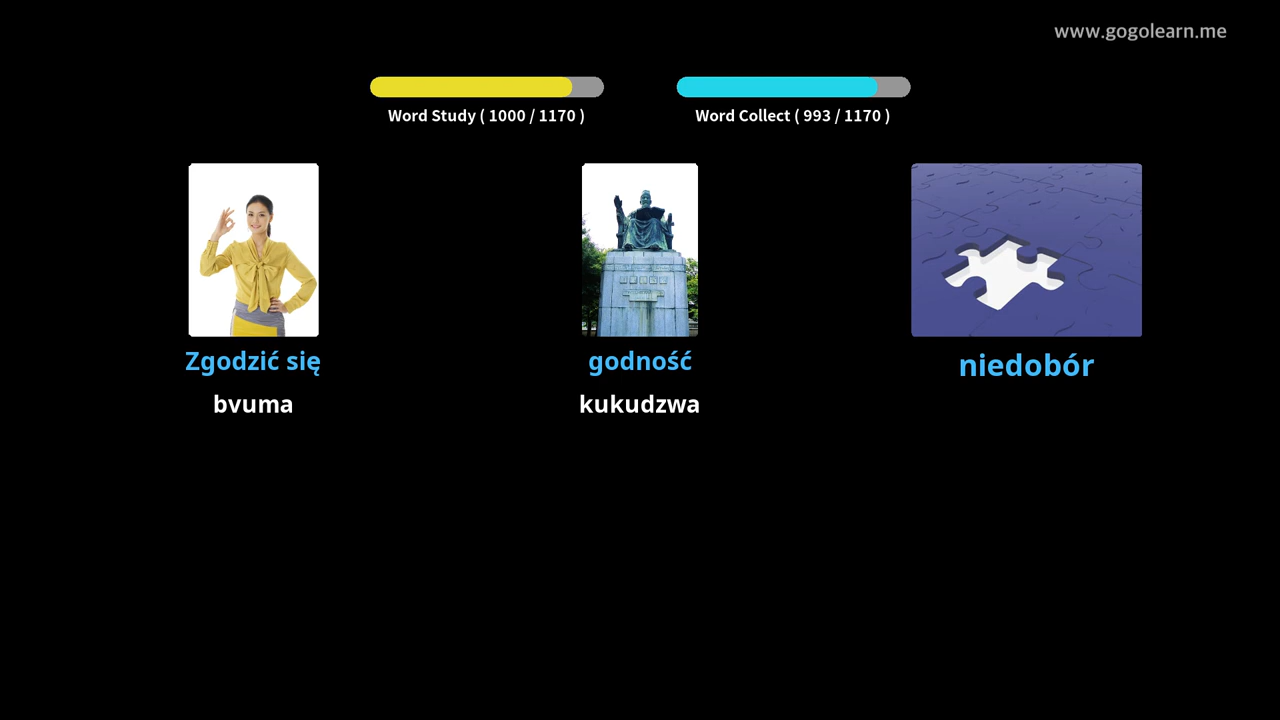 www.gogolearn.me
Word Study ( 1000 / 1170 )
Word Collect ( 993 / 1170 )
Zgodzić się
bvuma
godność
kukudzwa
niedobór